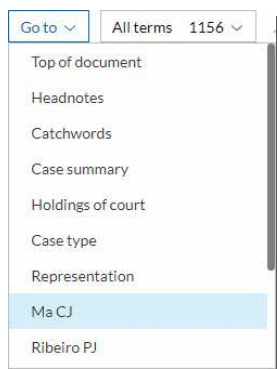 Go to All terms 1156
Top of document
Headnotes
Catchwords
Case summary
Holdings of court
Case type
Representation
Ma CJ
Ribeiro PJ